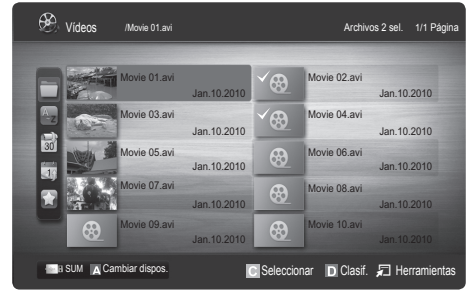 Vídeos /Movie 01.avi Archivos 2 sel. 1/1 Página
Movie 01.avi Movie 02.avi
Jan.10.2010 Jan.10.2010
Movie 03.avi Movie 04.avi
Jan.10.2010 Jan.10.2010
30
Movie 05.avi Movie 06.avi
Jan.10.2010 Jan.10.2010
1
Movie 07.avi Movie 08.avi
Jan.10.2010 Jan.10.2010
Movie 09.avi Movie 10.avi
Jan.10.2010 Jan.10.2010
SUM A Cambiar dispos. C Seleccionar D Clasif. Herramientas